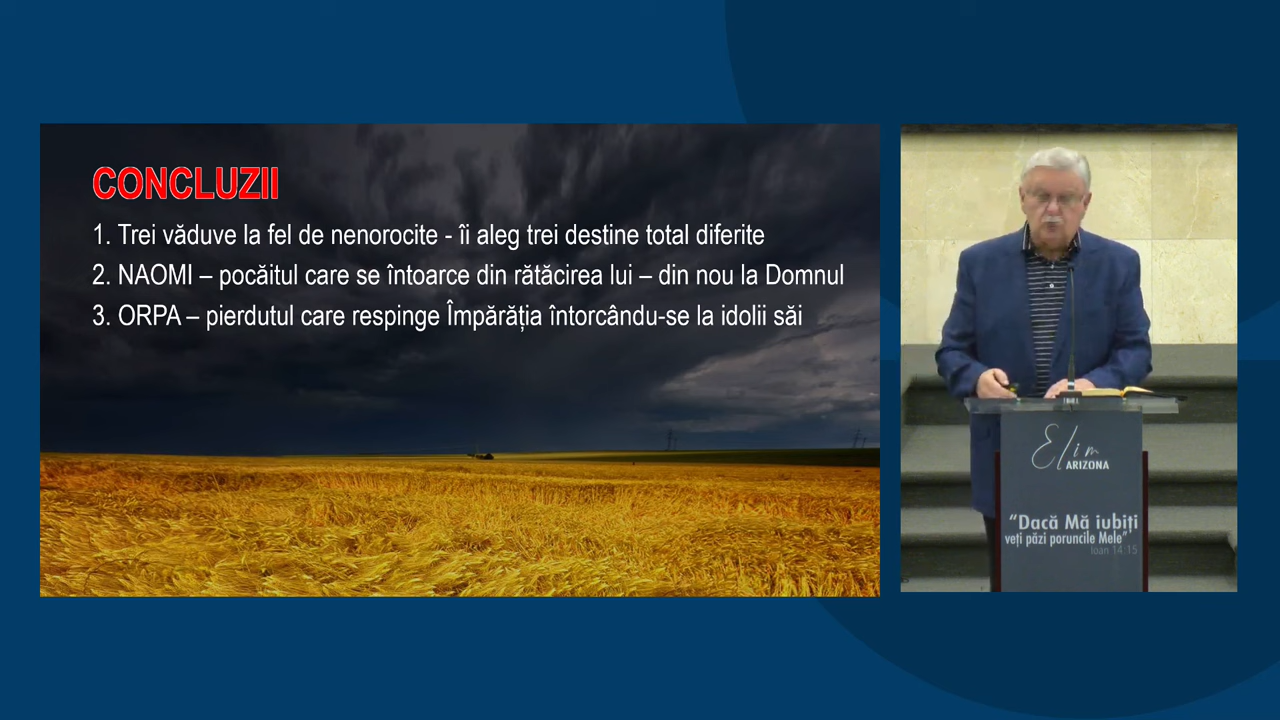 CONCLUZII
1. Trei văduve la fel de nenorocite - îi aleg trei destine total diferite
2. NAOMI – pocăitul care se întoarce din rătăcirea lui – din nou la Domnul
3. ORPA – pierdutul care respinge Împărăția întorcându-se la idolii săi
Elim
ARIZONA
“Dacă Mă iubiți
veți păzi poruncile Mele”
Ioan 14:15